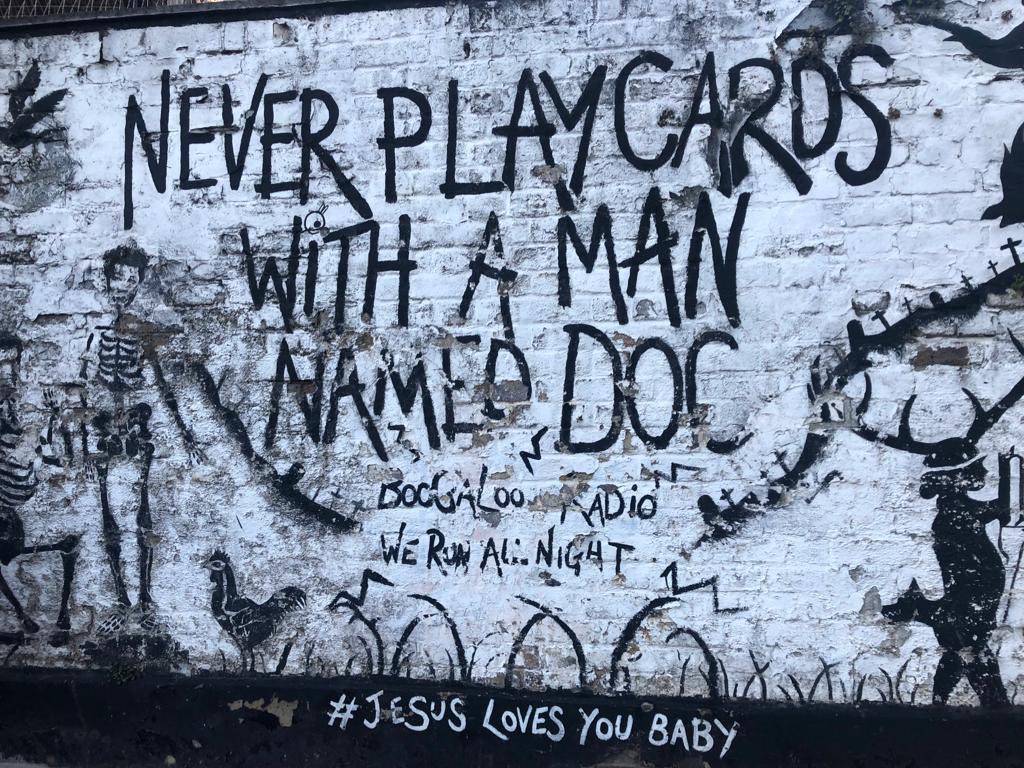 NEVER PLAY CARDS
WiTH A MAN
NAMED DOC
BOOGALOO RADIO
WE RUN ALL NIGHT
#JESUS LOVES YOU BABY